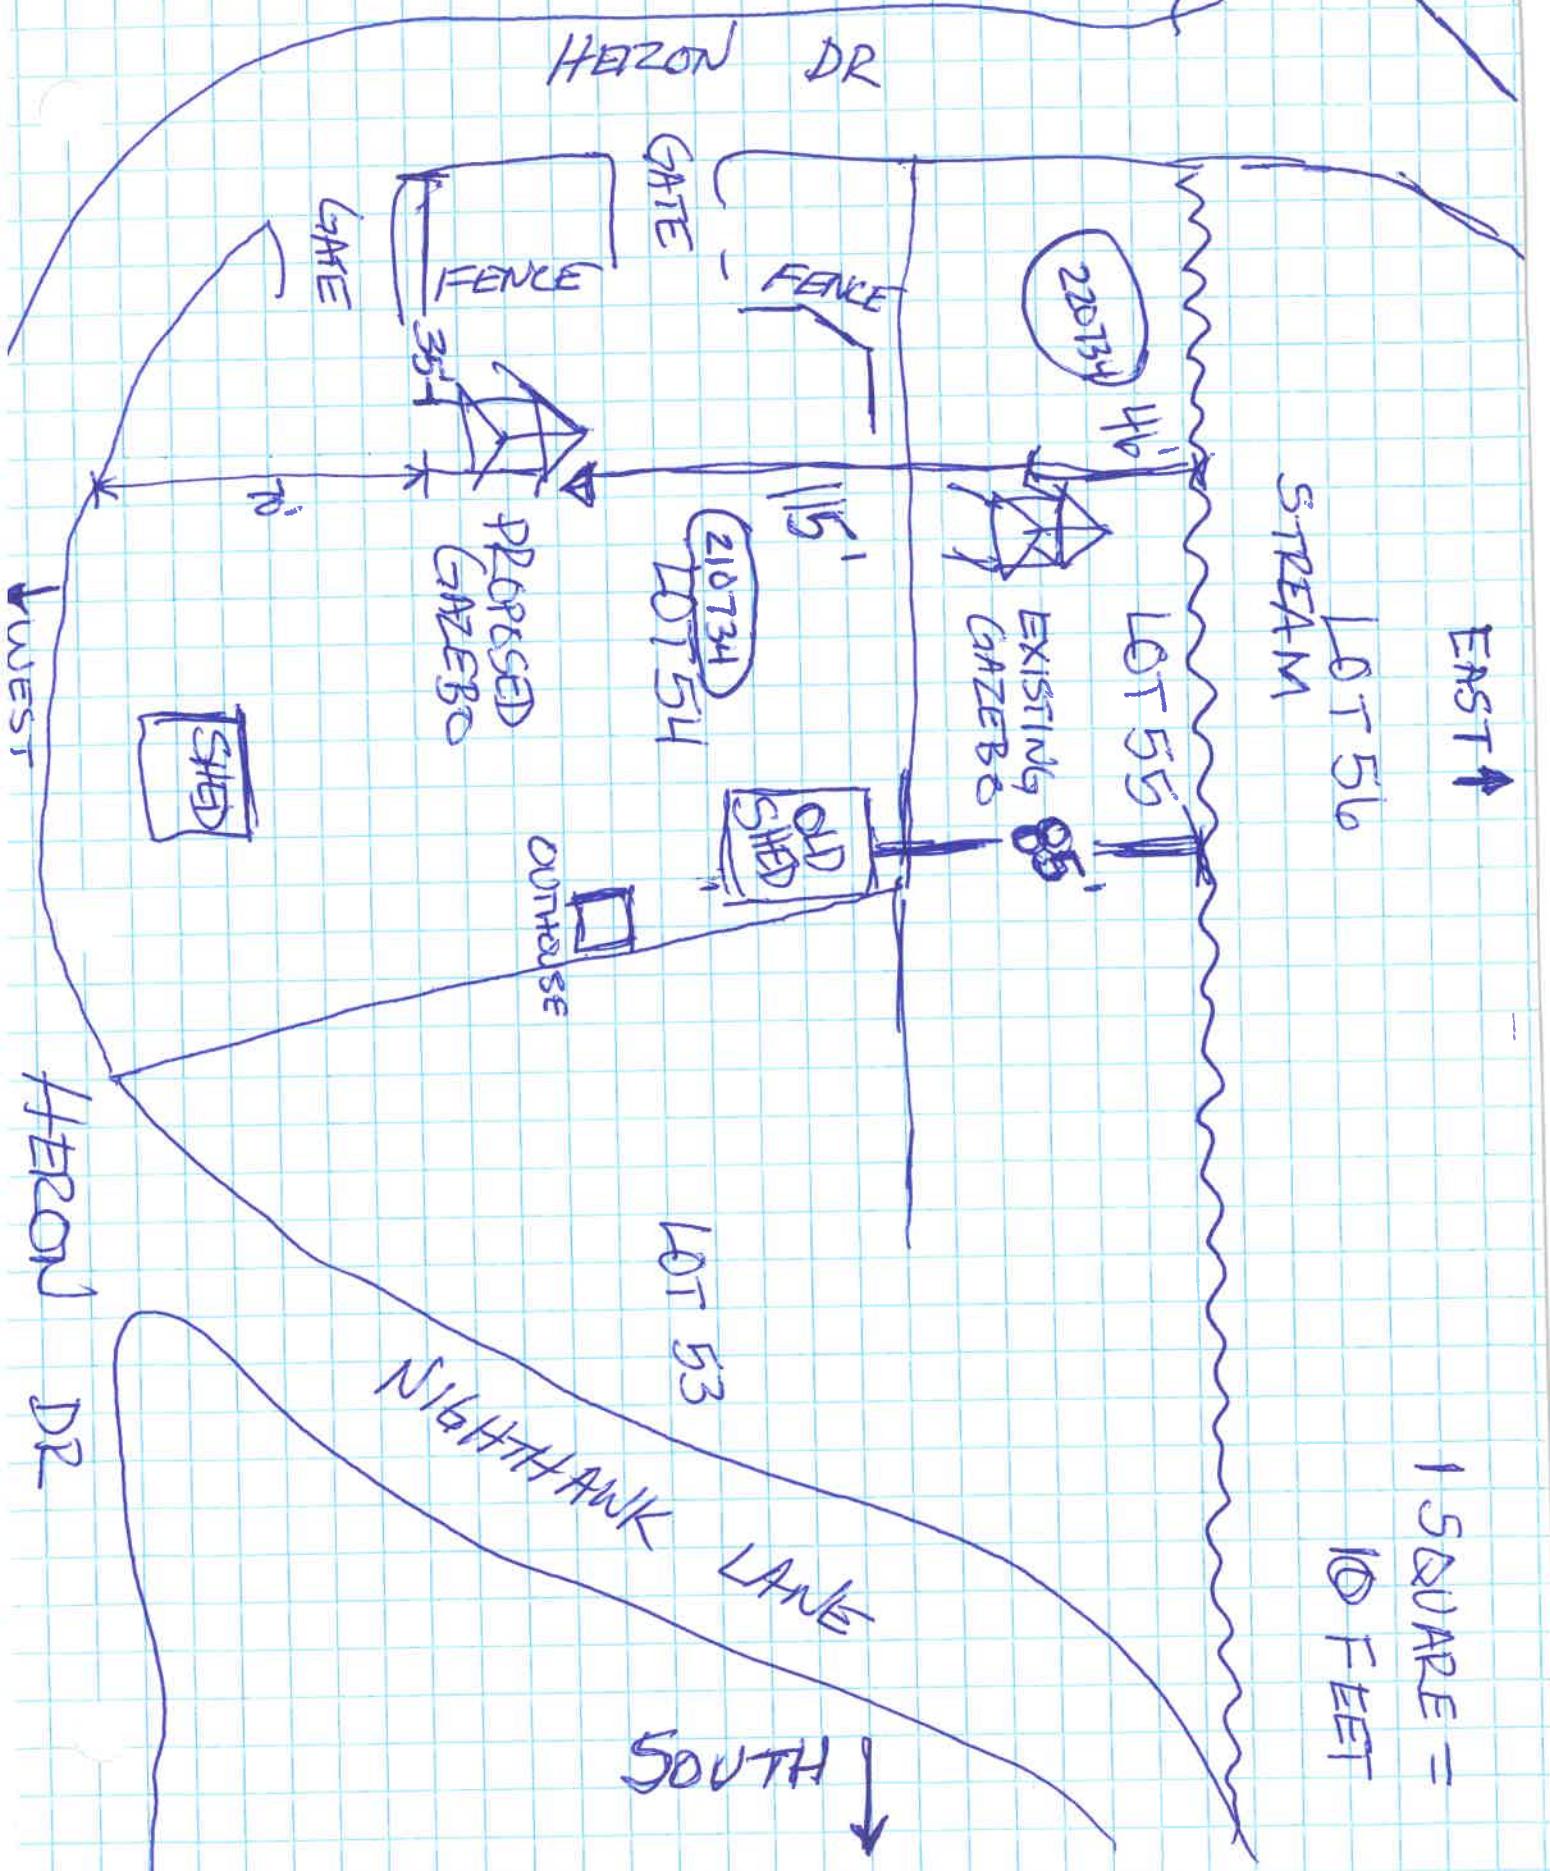 HERON DR
GATE
GATE
FENCE
FENCE
35'
220734
46'
STREAM
LOT 56
EAST
70'
115'
PROPOSED
GAZEBO
210734
LOT 54
EXISTING
GAZEBO
LOT 55
WEST
SHED
OLD
SHED
85'
OUTHOUSE
HERON DR
LOT 53
NIGHTHAWK LANE
1 SQUARE =
10 FEET
SOUTH